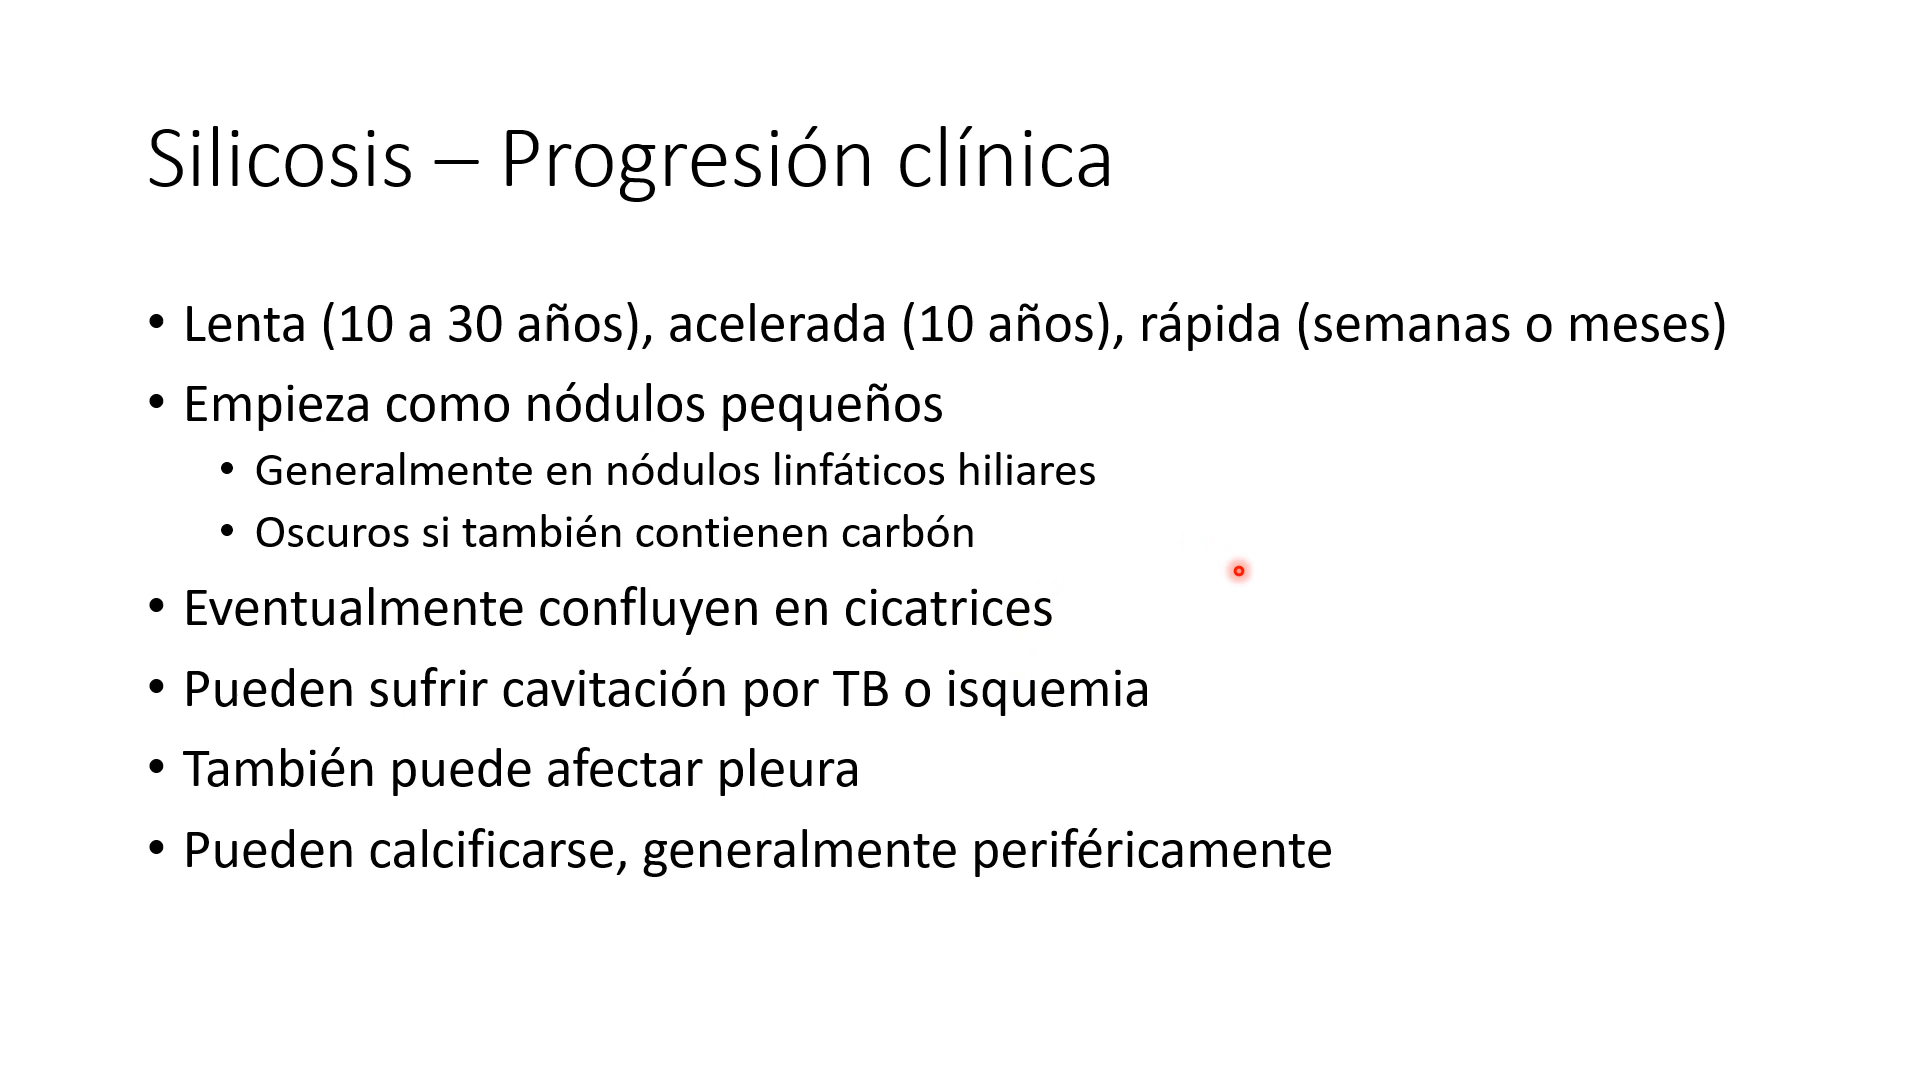 Silicosis – Progresión clínica
• Lenta (10 a 30 años), acelerada (10 años), rápida (semanas o meses)
• Empieza como nódulos pequeños
• Generalmente en nódulos linfáticos hiliares
• Oscuros si también contienen carbón
• Eventualmente confluyen en cicatrices
• Pueden sufrir cavitación por TB o isquemia
• También puede afectar pleura
• Pueden calcificarse, generalmente periféricamente